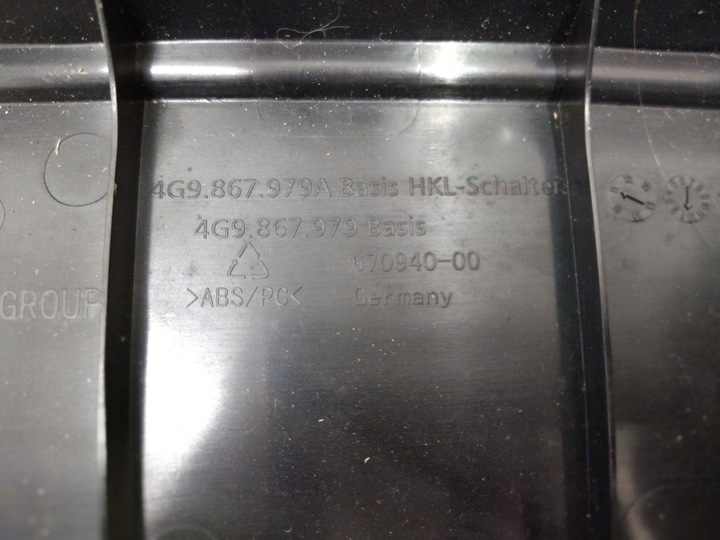 4G9.867.979A Basis HKL-Schalter
4G9.867.979 Basis
670940-00
>ABS/PC< Germany
GROUP